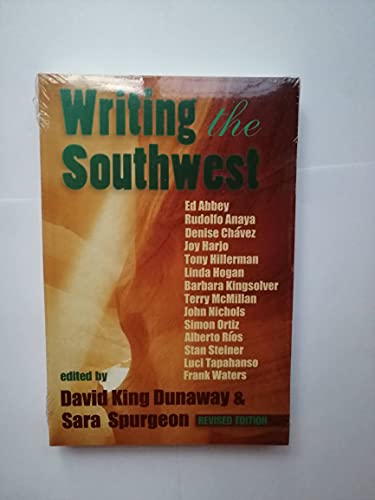 Writing the
Southwest
Ed Abbey
Rudolfo Anaya
Denise Chávez
Joy Harjo
Tony Hillerman
Linda Hogan
Barbara Kingsolver
Terry McMillan
John Nichols
Simon Ortiz
Alberto Ríos
Stan Steiner
Luci Tapahanso
Frank Waters
edited by
David King Dunaway &
Sara Spurgeon REVISED EDITION